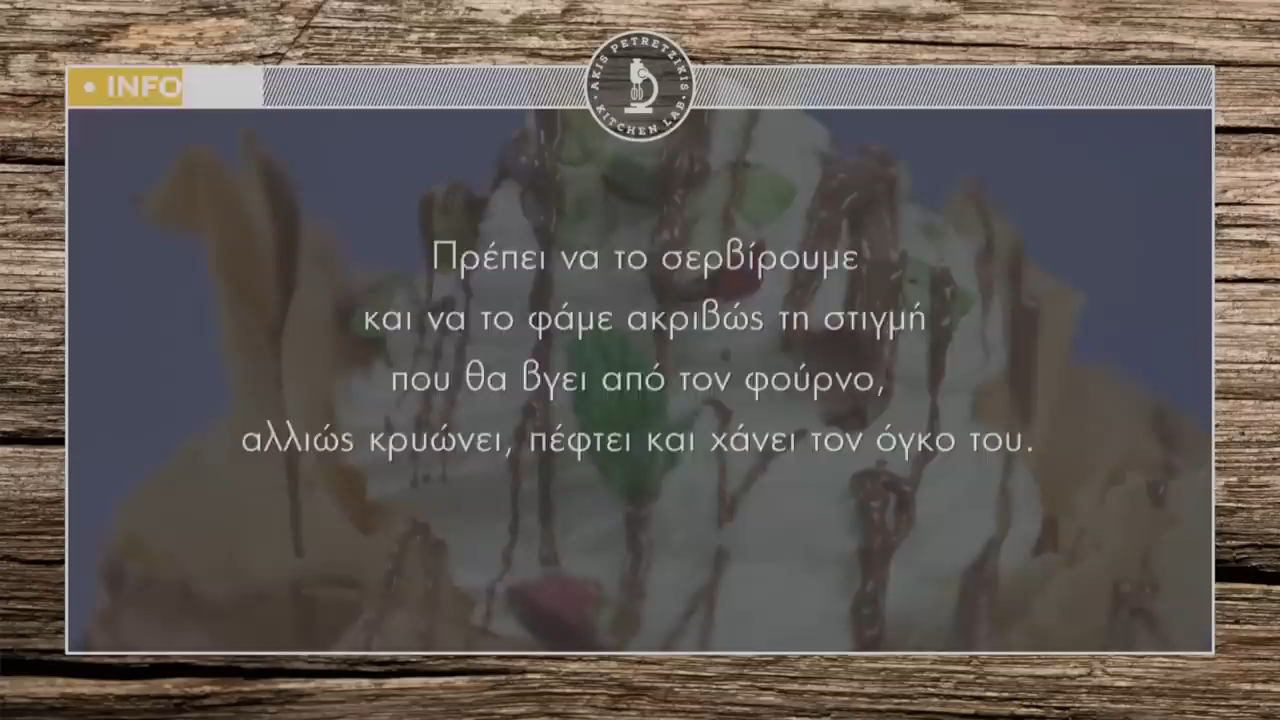 • INFO
AKIS PETRETZIKIS
• KITCHEN LAB •
Πρέπει να το σερβίρουμε
και να το φάμε ακριβώς τη στιγμή
που θα βγει από τον φούρνο,
αλλιώς κρυώνει, πέφτει και χάνει τον όγκο του.